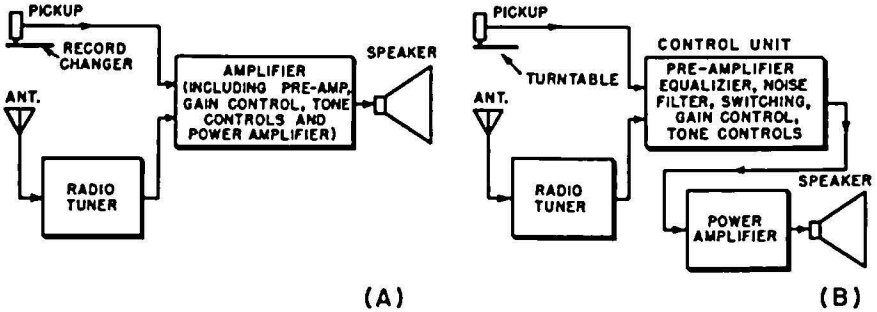 PICKUP
RECORD
CHANGER
ANT.
RADIO
TUNER
AMPLIFIER
(INCLUDING PRE-AMP,
GAIN CONTROL, TONE
CONTROLS AND
POWER AMPLIFIER)
SPEAKER
(A)
PICKUP
TURNTABLE
ANT.
RADIO
TUNER
CONTROL UNIT
PRE-AMPLIFIER
EQUALIZIER, NOISE
FILTER, SWITCHING,
GAIN CONTROL,
TONE CONTROLS
POWER
AMPLIFIER
SPEAKER
(B)